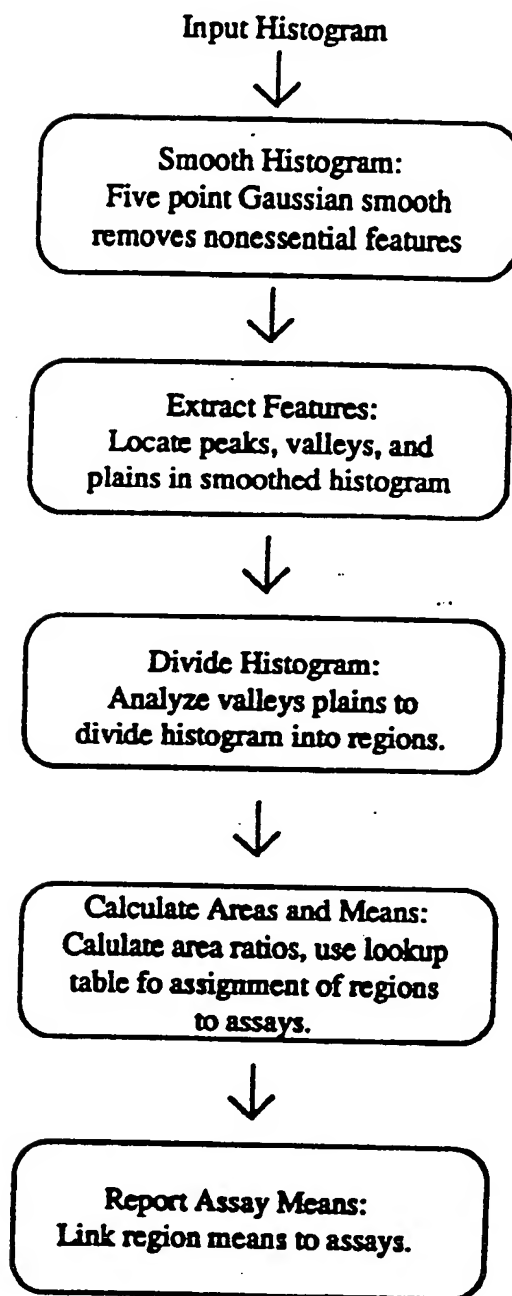 Input Histogram
Smooth Histogram:
Five point Gaussian smooth
removes nonessential features
Extract Features:
Locate peaks, valleys, and
plains in smoothed histogram
Divide Histogram:
Analyze valleys plains to
divide histogram into regions.
Calculate Areas and Means:
Calulate area ratios, use lookup
table fo assignment of regions
to assays.
Report Assay Means:
Link region means to assays.